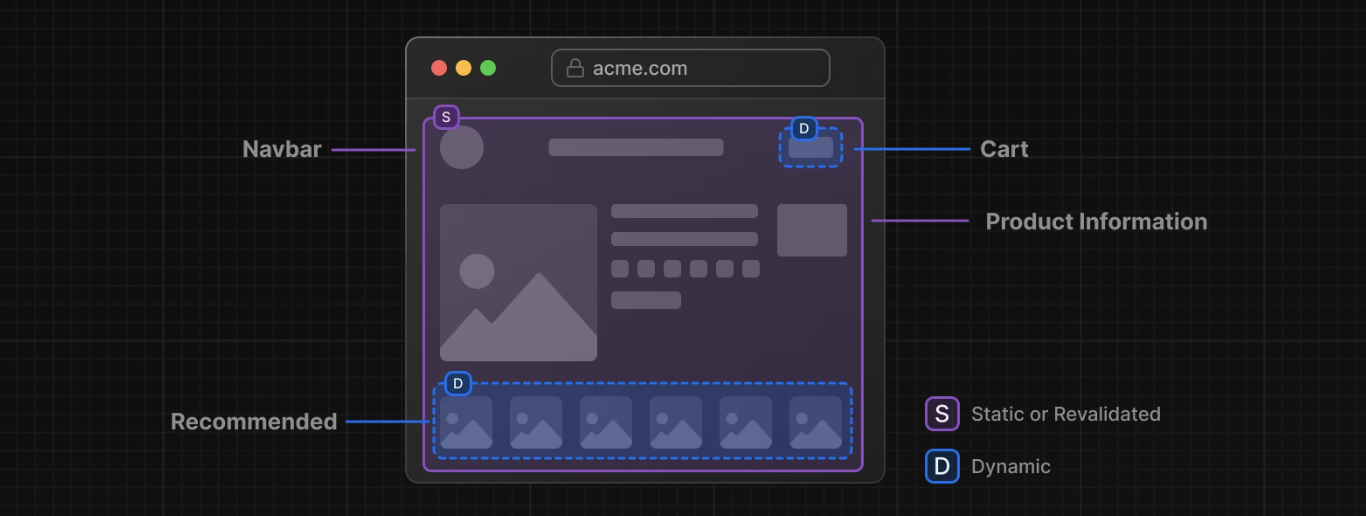 acme.com
S
D
Navbar
Cart
Product Information
D
Recommended
S Static or Revalidated
D Dynamic